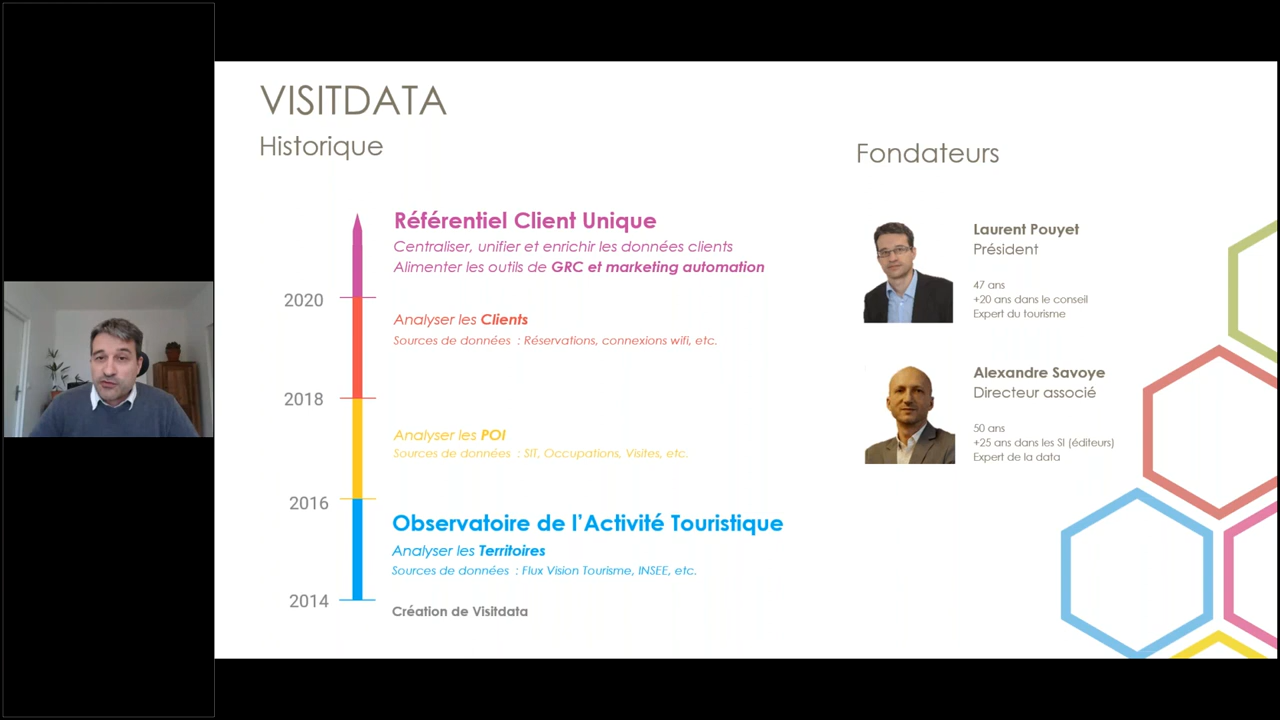 VISITDATA
Historique
Référentiel Client Unique
Centraliser, unifier et enrichir les données clients
Alimenter les outils de GRC et marketing automation
2020
Analyser les Clients
Sources de données : Réservations, connexions wifi, etc.
2018
Analyser les POI
Sources de données : SIT, Occupations, Visites, etc.
2016
Observatoire de l'Activité Touristique
Analyser les Territoires
Sources de données : Flux Vision Tourisme, INSEE, etc.
2014
Création de Visitdata
Fondateurs
Laurent Pouyet
Président
47 ans
+20 ans dans le conseil
Expert du tourisme
Alexandre Savoye
Directeur associé
50 ans
+25 ans dans les SI (éditeurs)
Expert de la data